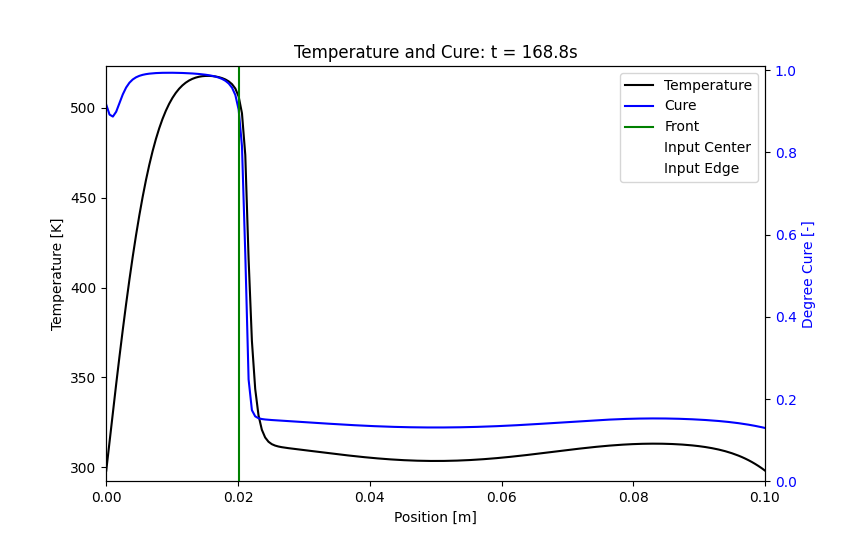 Temperature and Cure: t = 168.8s
Temperature
Cure
Front
Input Center
Input Edge
500
450
400
350
300
Temperature [K]
1.0
0.8
0.6
0.4
0.2
0.0
Degree Cure [-]
0.00 0.02 0.04 0.06 0.08 0.10
Position [m]